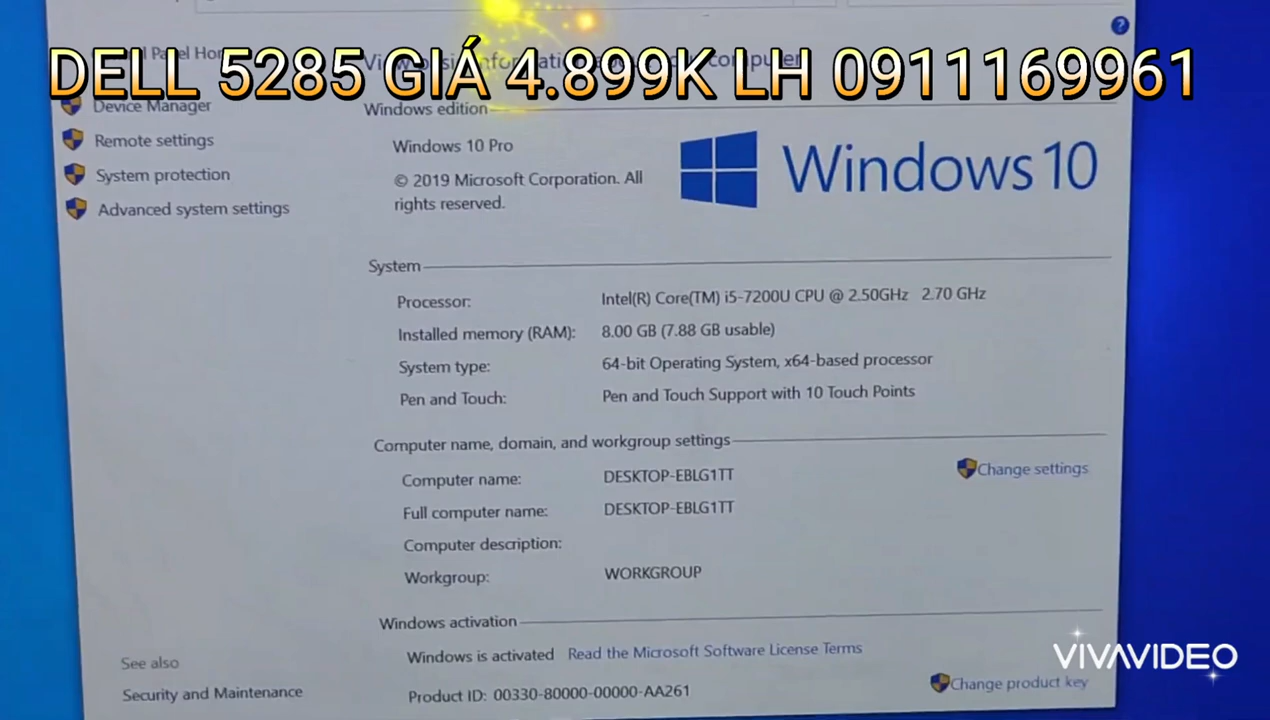 DELL 5285 GIÁ 4.899K LH 0911169961
Device Manager
Remote settings
System protection
Advanced system settings
Windows edition
Windows 10 Pro
© 2019 Microsoft Corporation. All
rights reserved.
Windows 10
System
Processor: Intel(R) Core(TM) i5-7200U CPU @ 2.50GHz 2.70 GHz
Installed memory (RAM): 8.00 GB (7.88 GB usable)
System type: 64-bit Operating System, x64-based processor
Pen and Touch: Pen and Touch Support with 10 Touch Points
Computer name, domain, and workgroup settings
Computer name: DESKTOP-EBLG1TT
Change settings
Full computer name: DESKTOP-EBLG1TT
Computer description:
Workgroup: WORKGROUP
Windows activation
Windows is activated Read the Microsoft Software License Terms
Product ID: 00330-80000-00000-AA261
Change product key
See also
Security and Maintenance
VIVAVIDEO